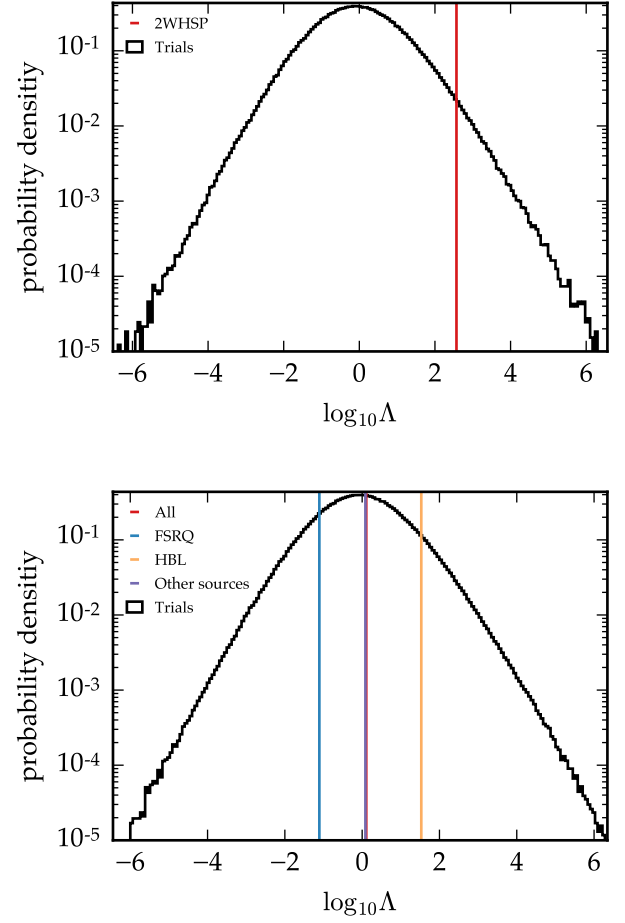 2WHSP
Trials
probability densitiy
10-1
10-2
10-3
10-4
10-5
−6 −4 −2 0 2 4 6
log10Λ
All
FSRQ
HBL
Other sources
Trials
probability densitiy
10-1
10-2
10-3
10-4
10-5
−6 −4 −2 0 2 4 6
log10Λ